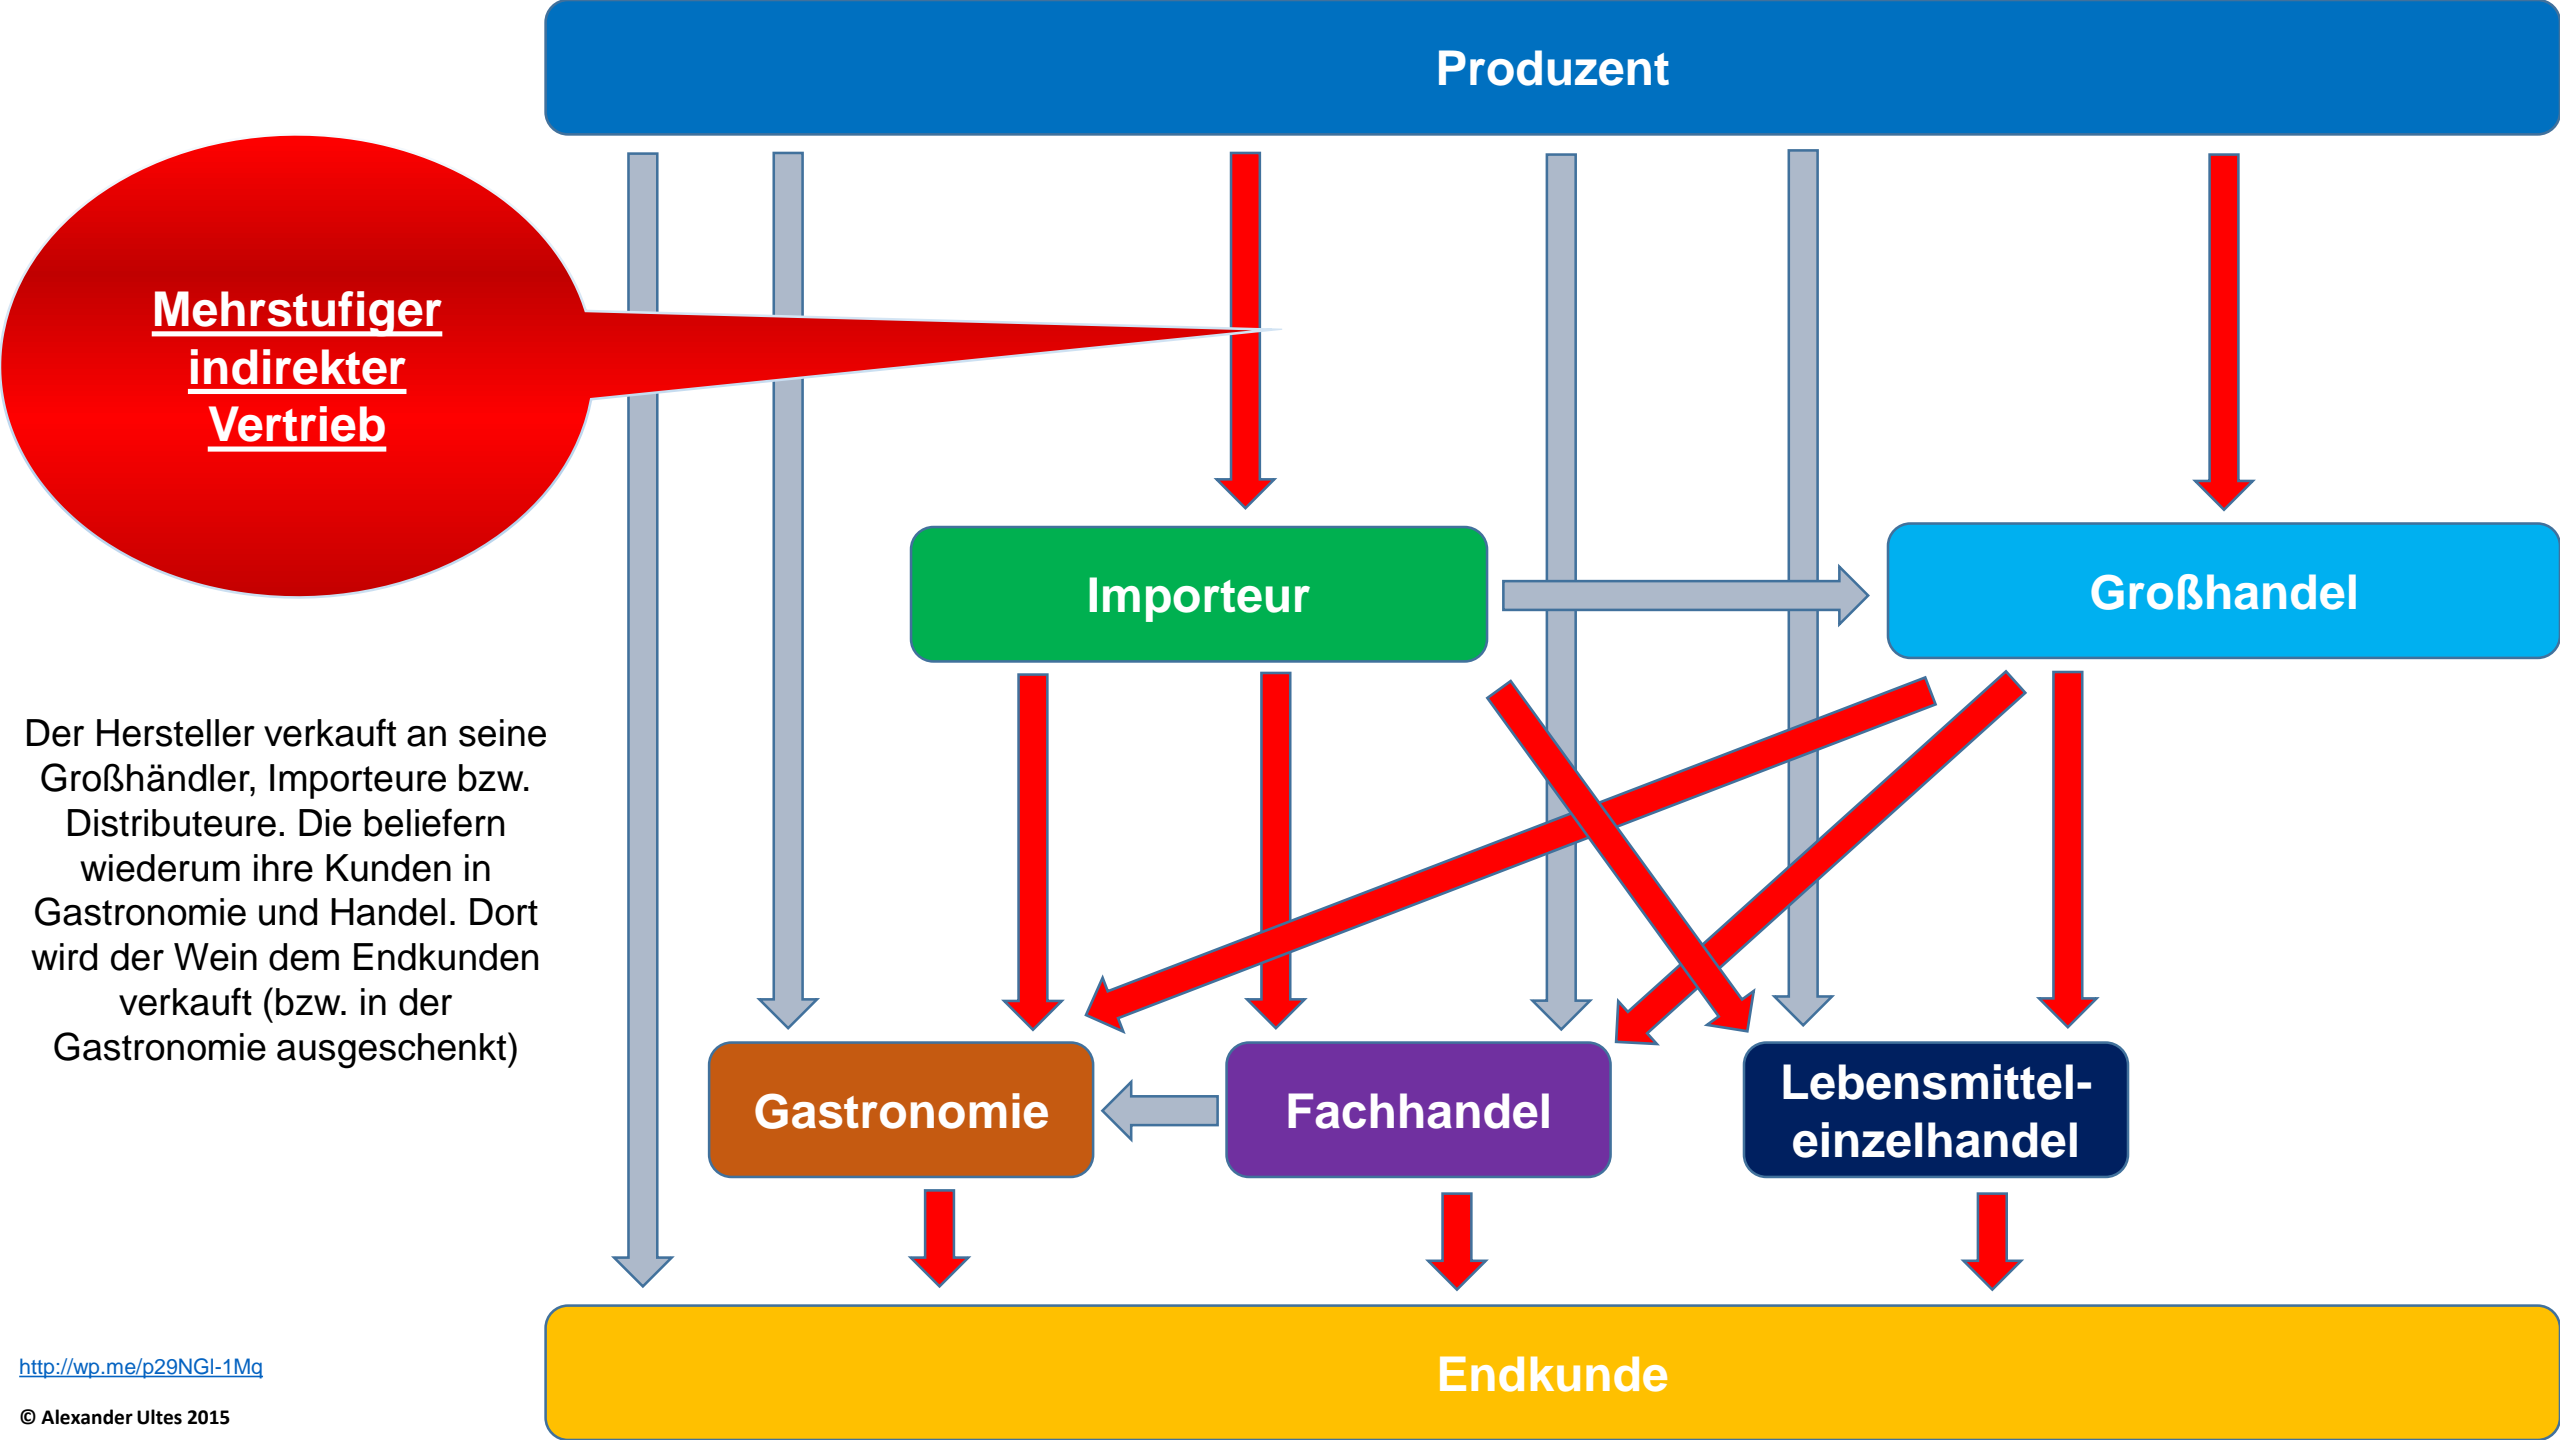 Produzent
Mehrstufiger
indirekter
Vertrieb
Importeur
Großhandel
Der Hersteller verkauft an seine
Großhändler, Importeure bzw.
Distributeure. Die beliefern
wiederum ihre Kunden in
Gastronomie und Handel. Dort
wird der Wein dem Endkunden
verkauft (bzw. in der
Gastronomie ausgeschenkt)
Gastronomie
Fachhandel
Lebensmittel-
einzelhandel
Endkunde
http://wp.me/p29NGl-1Mq
© Alexander Ultes 2015